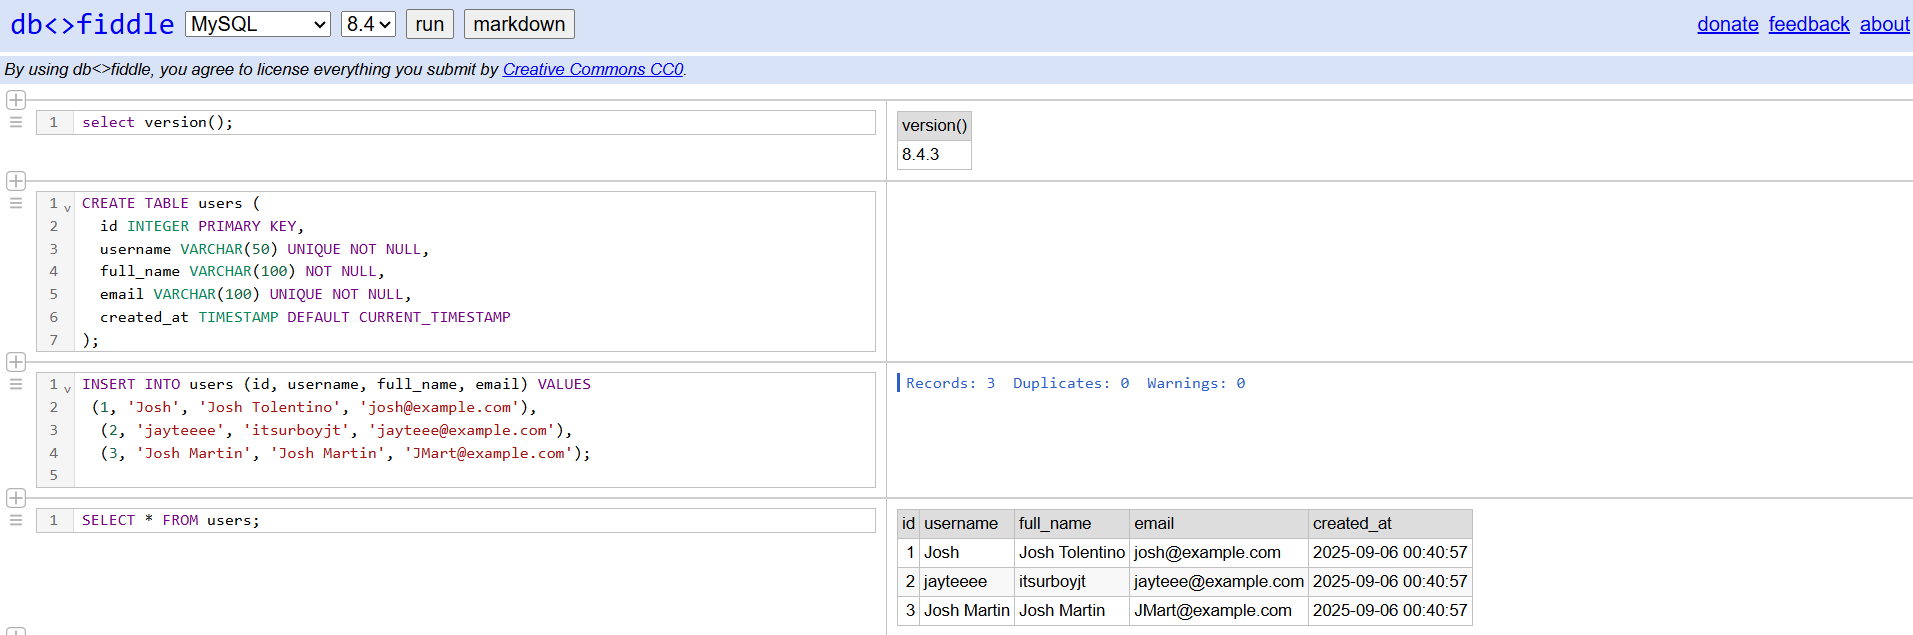 db<>fiddle MySQL 8.4 run markdown donate feedback about
By using db<>fiddle, you agree to license everything you submit by Creative Commons CC0.
1 select version();
version()
8.4.3
1 CREATE TABLE users (
2 id INTEGER PRIMARY KEY,
3 username VARCHAR(50) UNIQUE NOT NULL,
4 full_name VARCHAR(100) NOT NULL,
5 email VARCHAR(100) UNIQUE NOT NULL,
6 created_at TIMESTAMP DEFAULT CURRENT_TIMESTAMP
7 );
1 INSERT INTO users (id, username, full_name, email) VALUES
2 (1, 'Josh', 'Josh Tolentino', 'josh@example.com'),
3 (2, 'jayteeee', 'itsurboyjt', 'jayteee@example.com'),
4 (3, 'Josh Martin', 'Josh Martin', 'JMart@example.com');
5
Records: 3 Duplicates: 0 Warnings: 0
1 SELECT * FROM users;
id username full_name email created_at
1 Josh Josh Tolentino josh@example.com 2025-09-06 00:40:57
2 jayteeee itsurboyjt jayteee@example.com 2025-09-06 00:40:57
3 Josh Martin Josh Martin JMart@example.com 2025-09-06 00:40:57